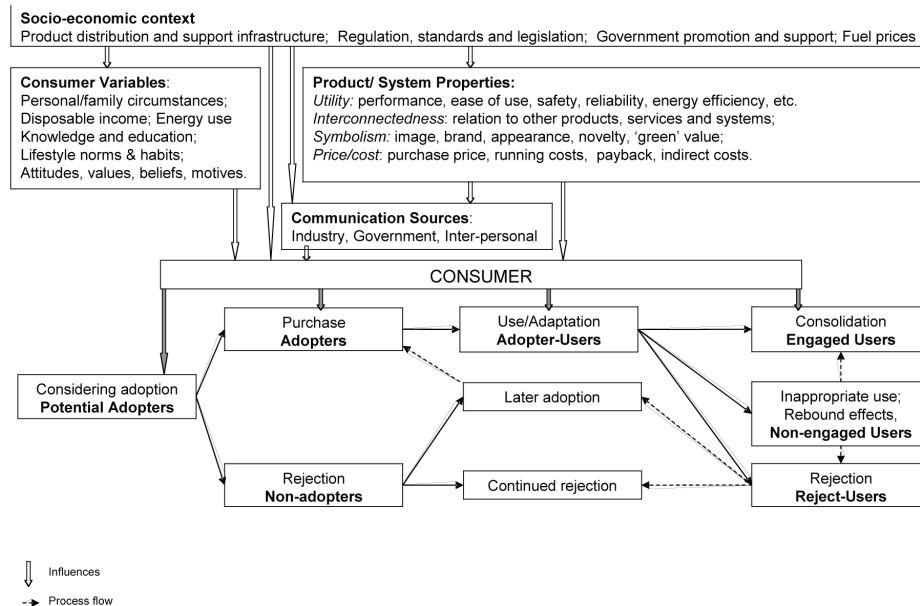 Socio-economic context
Product distribution and support infrastructure; Regulation, standards and legislation; Government promotion and support; Fuel prices
Consumer Variables:
Personal/family circumstances;
Disposable income; Energy use
Knowledge and education;
Lifestyle norms & habits;
Attitudes, values, beliefs, motives.
Product/ System Properties:
Utility: performance, ease of use, safety, reliability, energy efficiency, etc.
Interconnectedness: relation to other products, services and systems;
Symbolism: image, brand, appearance, novelty, ‘green’ value;
Price/cost: purchase price, running costs, payback, indirect costs.
Communication Sources:
Industry, Government, Inter-personal
CONSUMER
Purchase
Adopters
Use/Adaptation
Adopter-Users
Consolidation
Engaged Users
Considering adoption
Potential Adopters
Later adoption
Inappropriate use;
Rebound effects,
Non-engaged Users
Rejection
Non-adopters
Continued rejection
Rejection
Reject-Users
Influences
Process flow